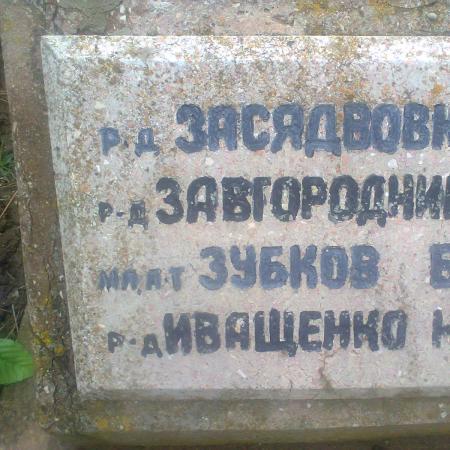 Р-Д ЗАСЯДВОВК
Р-Д ЗАВГОРОДНИ
МЛ.Л-Т ЗУБКОВ
Р-Д ИВАЩЕНКО